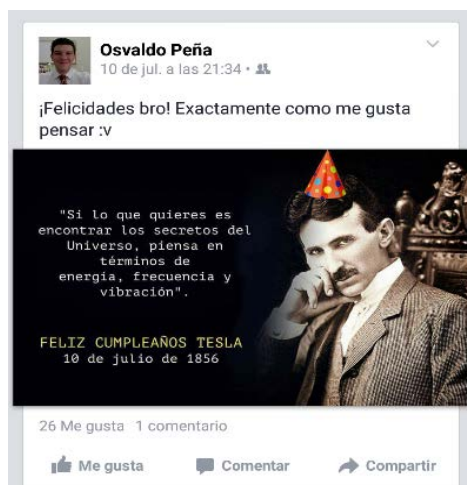 Osvaldo Peña
10 de jul. a las 21:34 •
¡Felicidades bro! Exactamente como me gusta
pensar :v
"Si lo que quieres es
encontrar los secretos del
Universo, piensa en
términos de
energía, frecuencia y
vibración".
FELIZ CUMPLEAÑOS TESLA
10 de julio de 1856
26 Me gusta 1 comentario
Me gusta Comentar Compartir